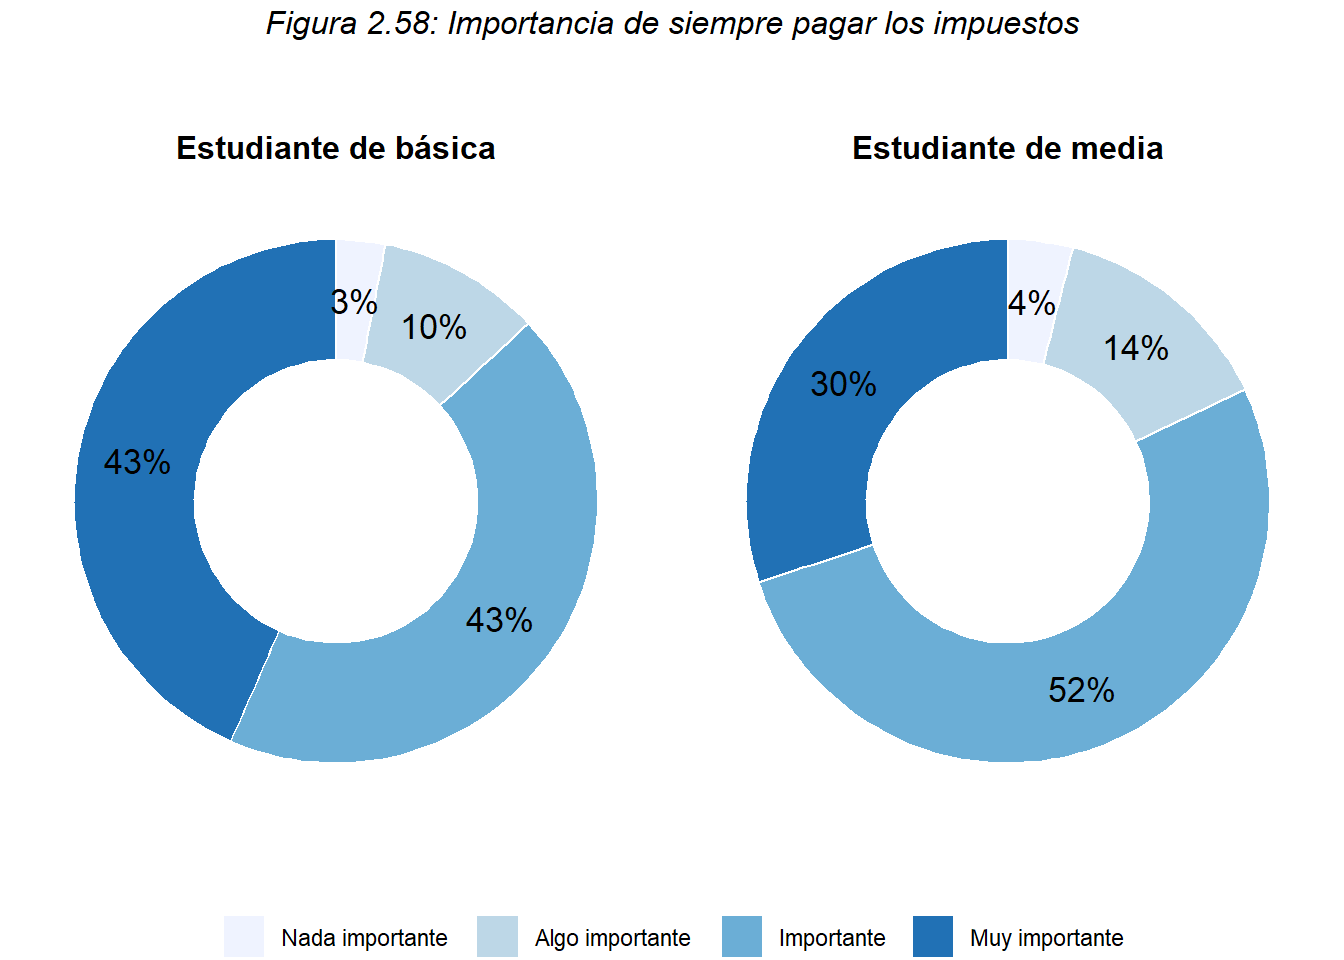 Figura 2.58: Importancia de siempre pagar los impuestos
Estudiante de básica
Estudiante de media
3%
10%
43%
43%
4%
14%
30%
52%
Nada importante
Algo importante
Importante
Muy importante